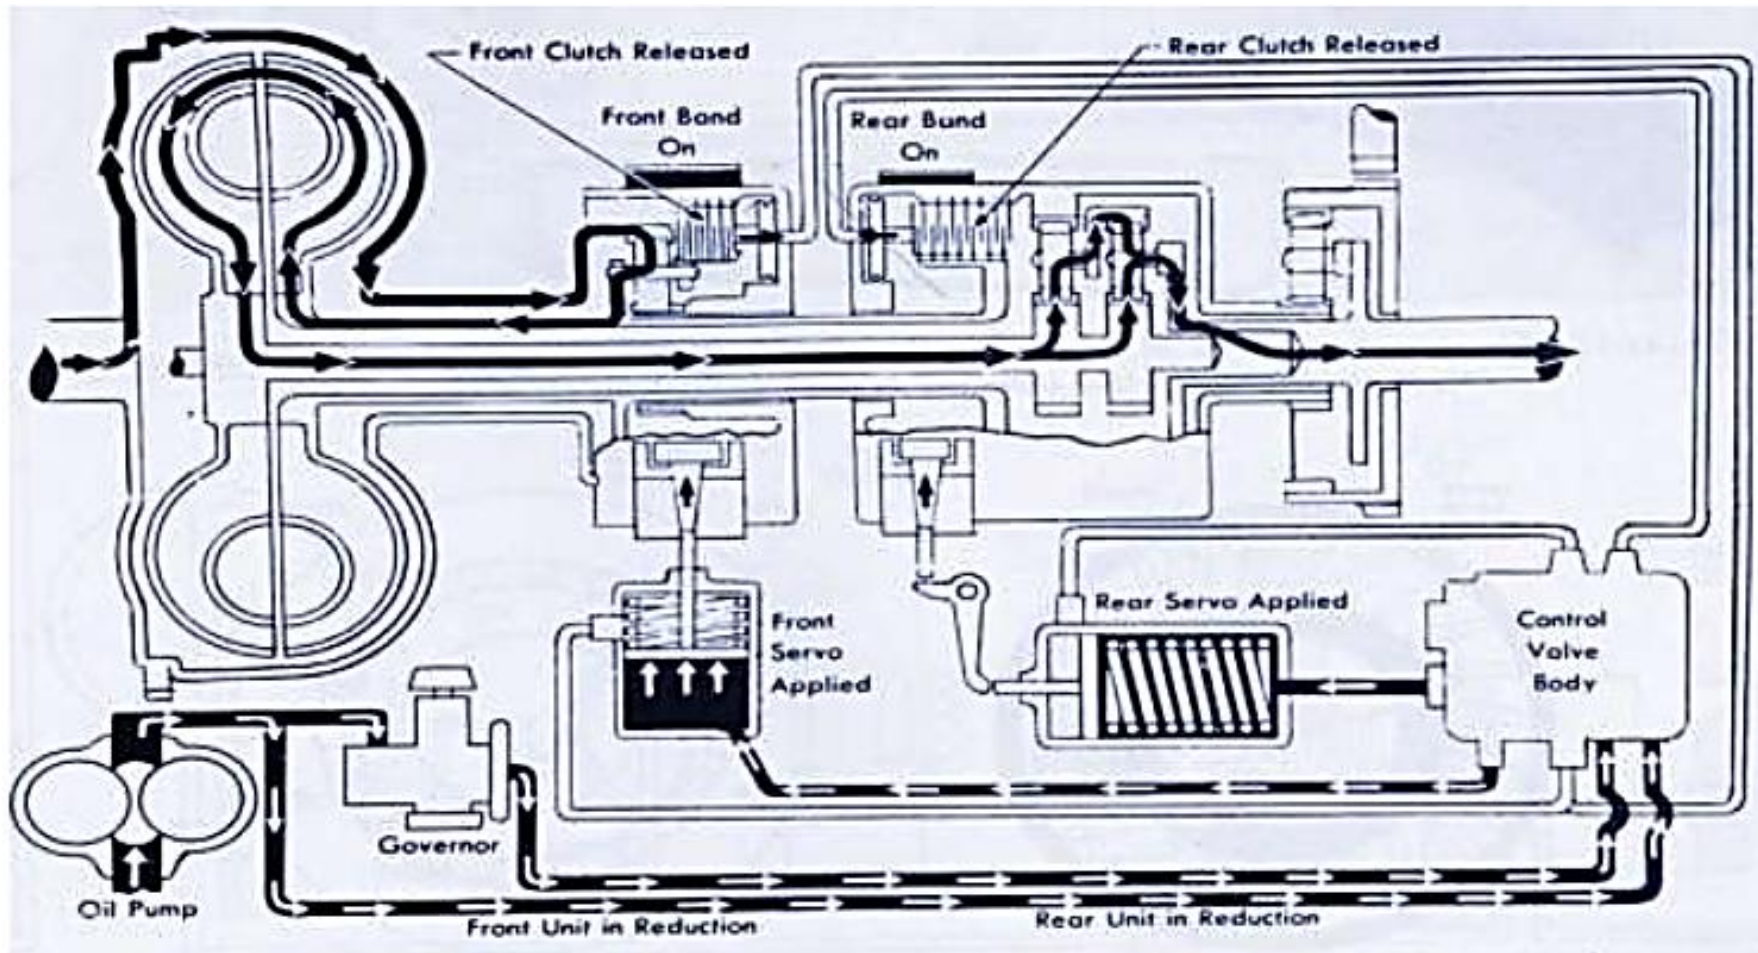 Front Clutch Released
Rear Clutch Released
Front Band
On
Rear Band
On
Front
Servo
Applied
Rear Servo Applied
Control
Valve
Body
Governor
Oil Pump
Front Unit in Reduction
Rear Unit in Reduction